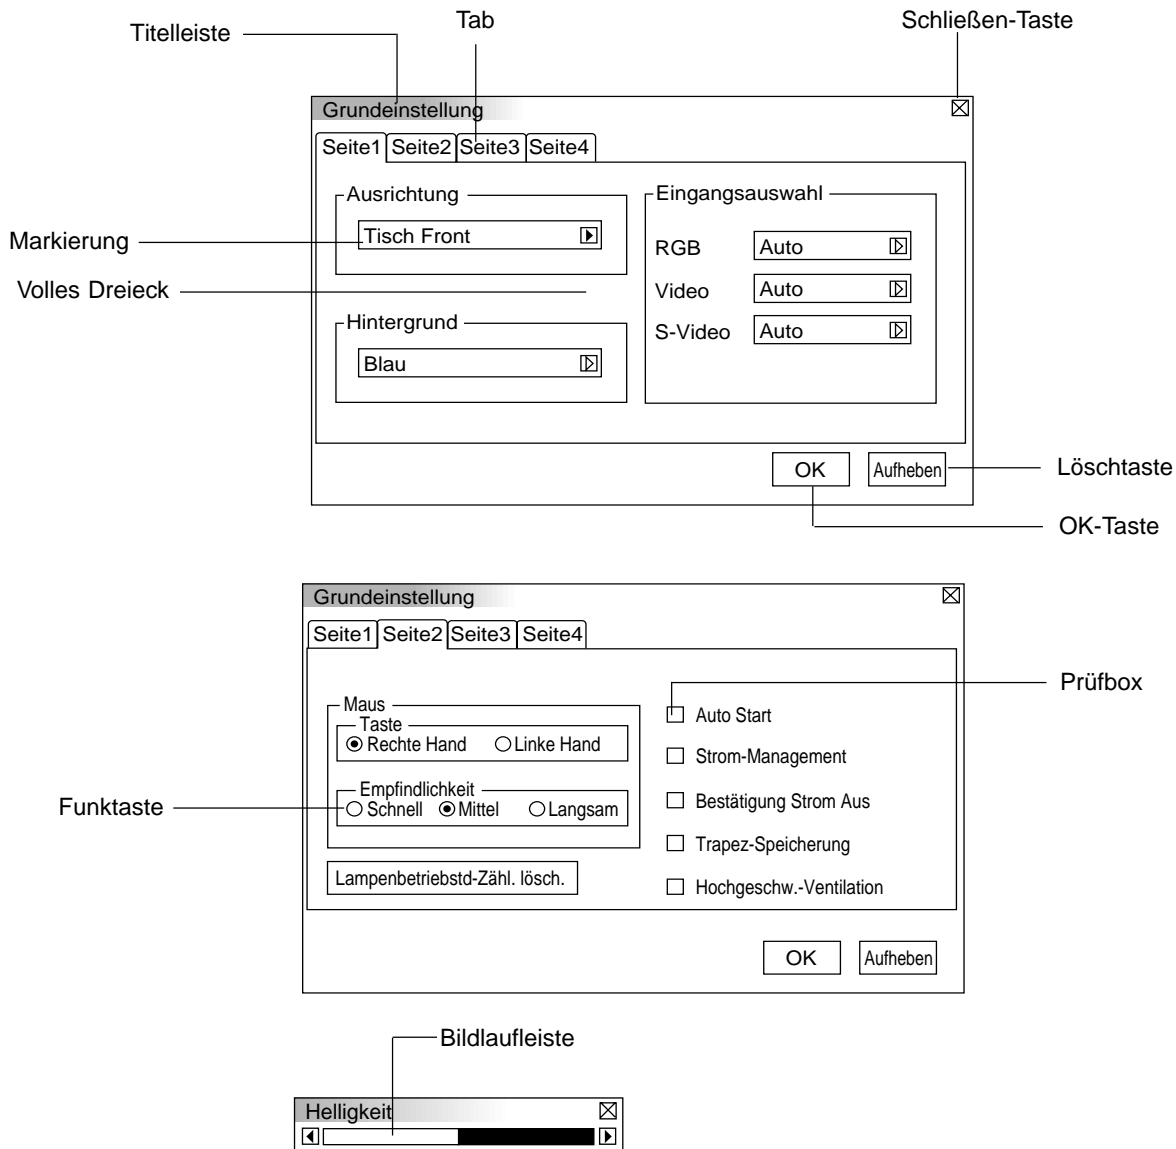 Tab
Schließen-Taste
Titelleiste
Grundeinstellung
Seite1 Seite2 Seite3 Seite4
Ausrichtung
Tisch Front
Markierung
Volles Dreieck
Hintergrund
Blau
Eingangsauswahl
RGB Auto
Video Auto
S-Video Auto
OK Aufheben
Löschtaste
OK-Taste
Grundeinstellung
Seite1 Seite2 Seite3 Seite4
Prüfbox
Maus
Taste
Rechte Hand Linke Hand
Empfindlichkeit
Schnell Mittel Langsam
Funktaste
Lampenbetriebstd-Zähl. lösch.
Auto Start
Strom-Management
Bestätigung Strom Aus
Trapez-Speicherung
Hochgeschw.-Ventilation
OK Aufheben
Bildlaufleiste
Helligkeit